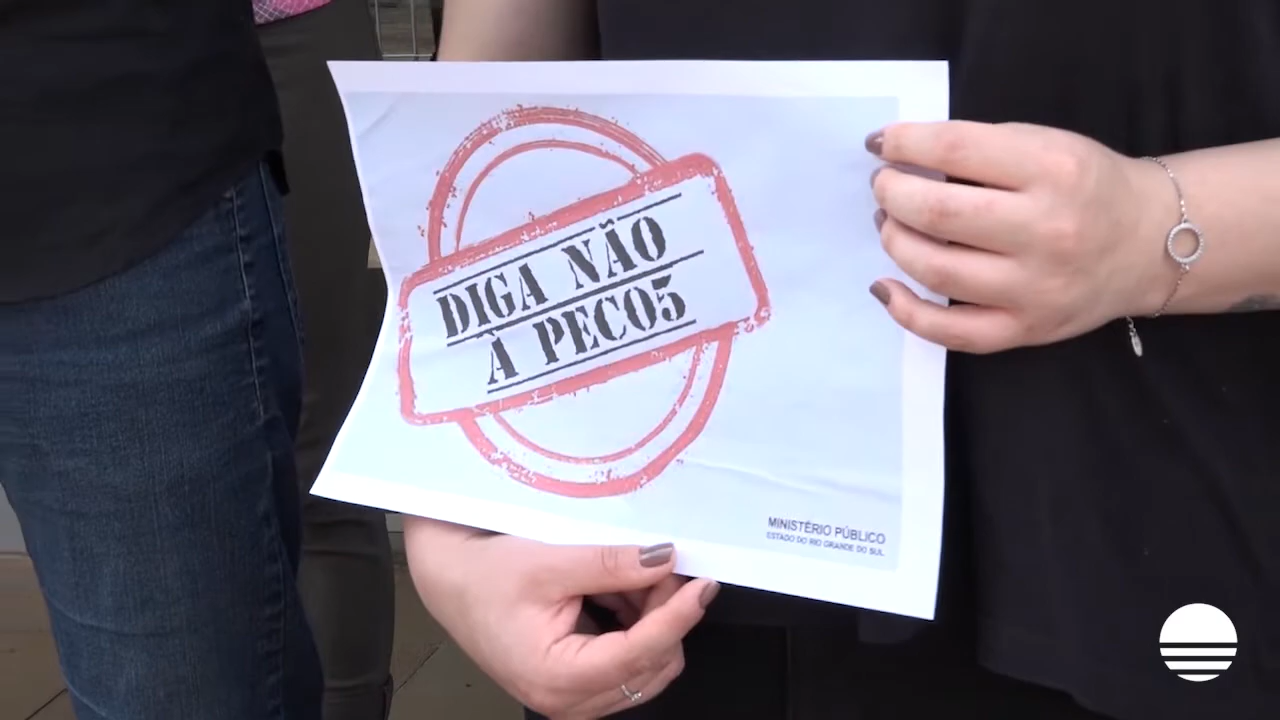 DIGA NÃO
À PEC05
MINISTÉRIO PÚBLICO
ESTADO DO RIO GRANDE DO SUL